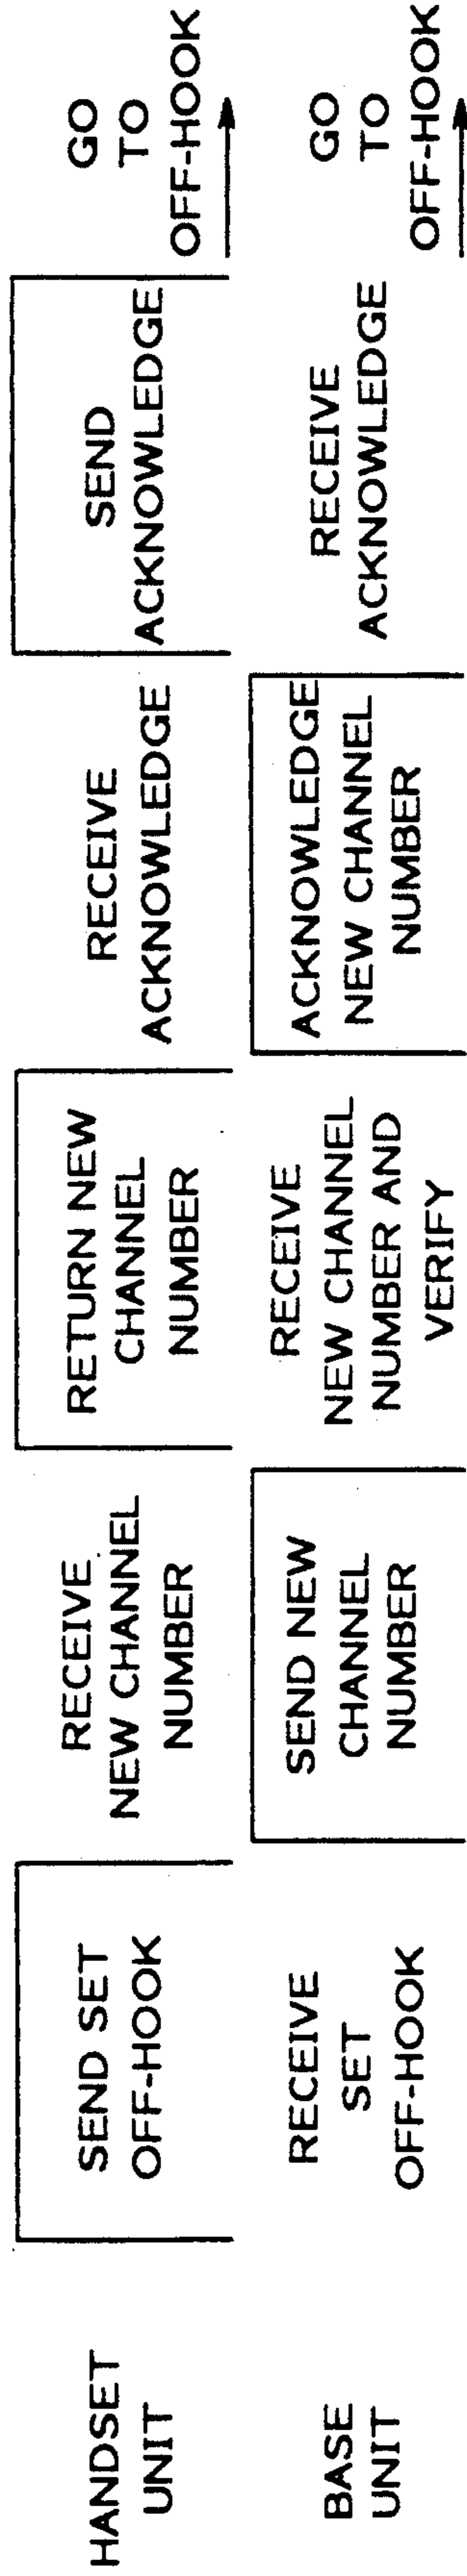 HANDSET
UNIT
SEND SET
OFF-HOOK
RECEIVE
NEW CHANNEL
NUMBER
RETURN NEW
CHANNEL
NUMBER
RECEIVE
ACKNOWLEDGE
SEND
ACKNOWLEDGE
GO
TO
OFF-HOOK
BASE
UNIT
RECEIVE
SET
OFF-HOOK
SEND NEW
CHANNEL
NUMBER
RECEIVE
NEW CHANNEL
NUMBER AND
VERIFY
ACKNOWLEDGE
NEW CHANNEL
NUMBER
RECEIVE
ACKNOWLEDGE
GO
TO
OFF-HOOK